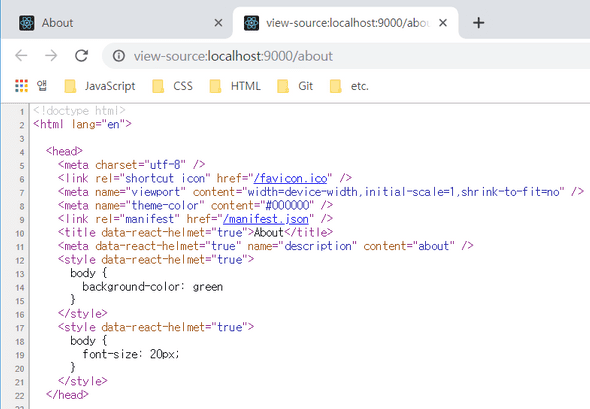 About
view-source:localhost:9000/abou
view-source:localhost:9000/about
앱 JavaScript CSS HTML Git etc.
1 <!doctype html>
2 <html lang="en">
3
4 <head>
5 <meta charset="utf-8" />
6 <link rel="shortcut icon" href="/favicon.ico" />
7 <meta name="viewport" content="width=device-width,initial-scale=1,shrink-to-fit=no" />
8 <meta name="theme-color" content="#000000" />
9 <link rel="manifest" href="/manifest.json" />
10 <title data-react-helmet="true">About</title>
11 <meta data-react-helmet="true" name="description" content="about" />
12 <style data-react-helmet="true">
13 body {
14 background-color: green
15 }
16 </style>
17 <style data-react-helmet="true">
18 body {
19 font-size: 20px;
20 }
21 </style>
22 </head>
23